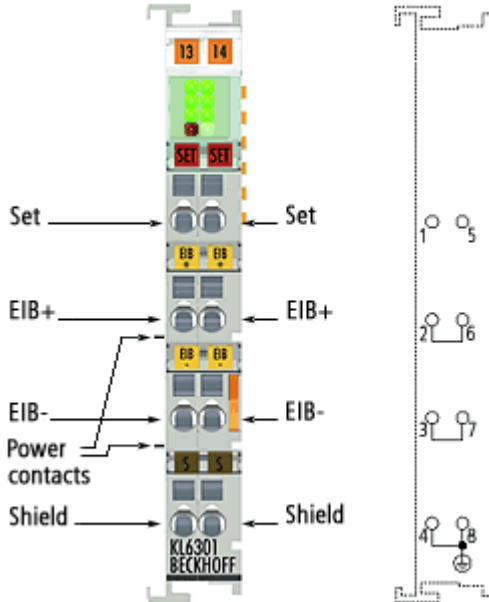 13 14
SET SET
Set Set
1 5
EIB + EIB +
EIB+ EIB+
2 6
EIB - EIB -
EIB- EIB-
3 7
Power
contacts
S S
Shield Shield
4 8
KL6301
BECKHOFF